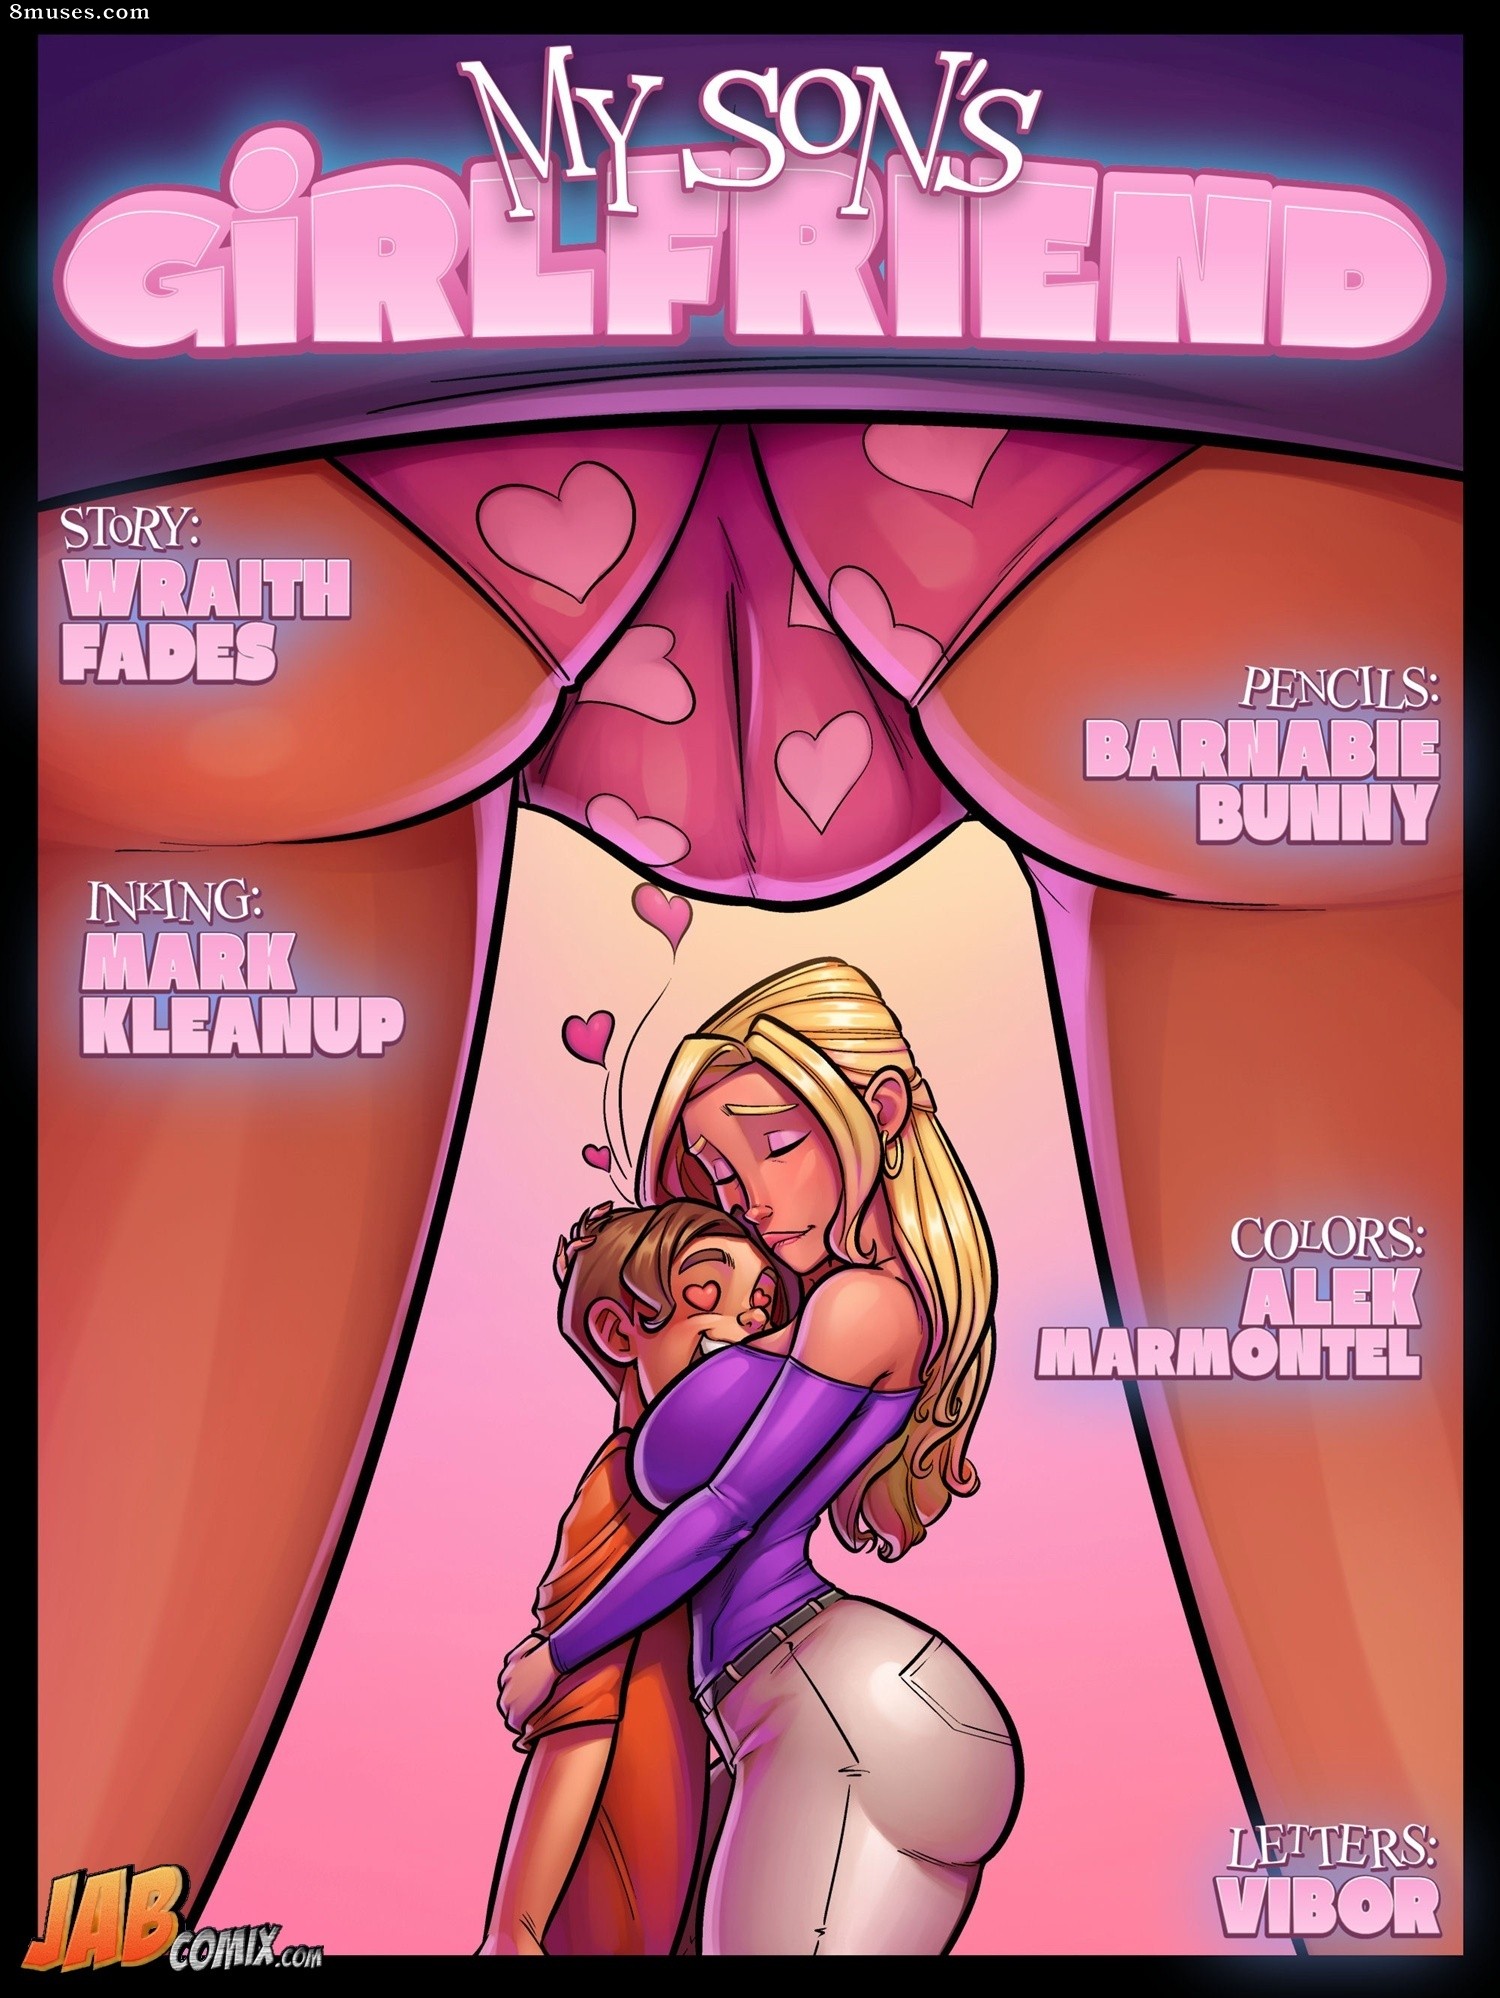 8muses.com
MY SON'S
GiRLFRIEND
STORY:
WRAITH
FADES
PENCILS:
BARNABIE
BUNNY
INKING:
MARK
KLEANUP
COLORS:
ALEK
MARMONTEL
LETTERS:
VIBOR
JAB
COMIX.COM